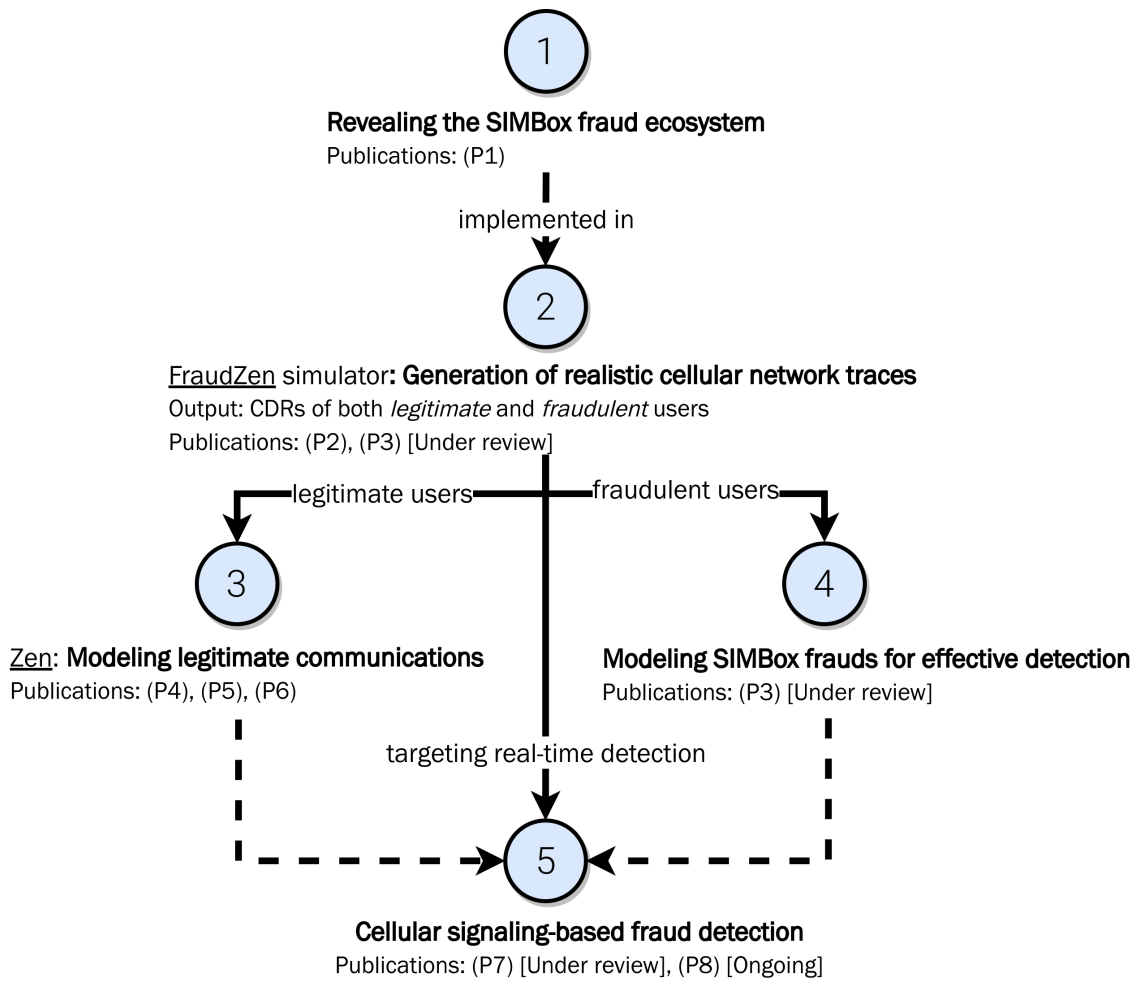 1
Revealing the SIMBox fraud ecosystem
Publications: (P1)
implemented in
2
FraudZen simulator: Generation of realistic cellular network traces
Output: CDRs of both legitimate and fraudulent users
Publications: (P2), (P3) [Under review]
legitimate users
fraudulent users
3
4
Zen: Modeling legitimate communications
Publications: (P4), (P5), (P6)
Modeling SIMBox frauds for effective detection
Publications: (P3) [Under review]
targeting real-time detection
5
Cellular signaling-based fraud detection
Publications: (P7) [Under review], (P8) [Ongoing]